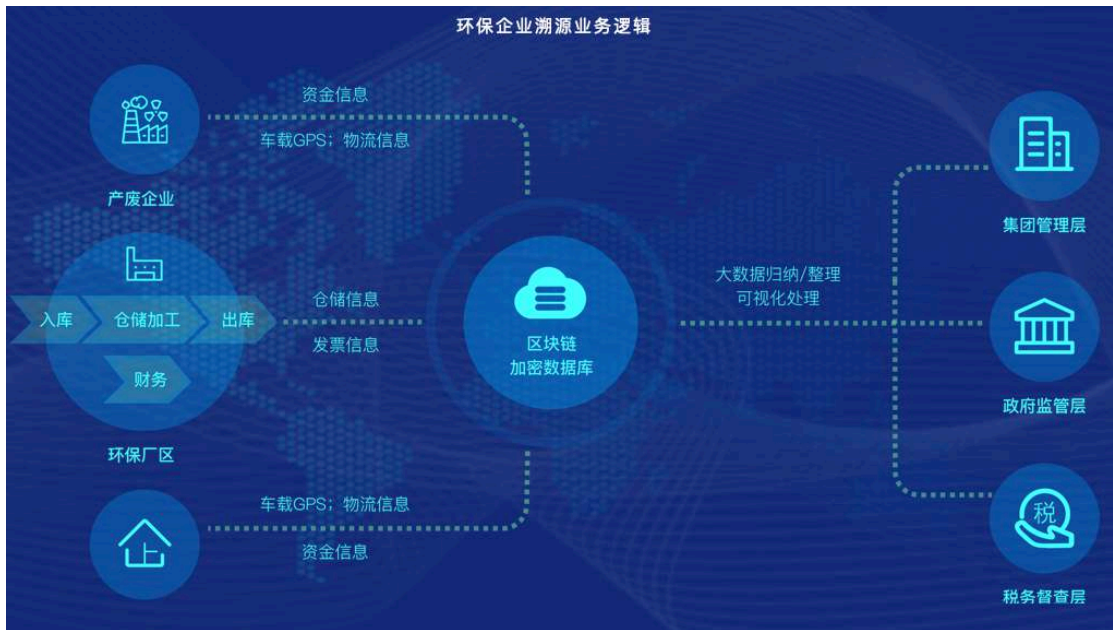 环保企业溯源业务逻辑
资金信息
车载GPS；物流信息
产废企业
入库
仓储加工
出库
财务
环保厂区
仓储信息
发票信息
车载GPS；物流信息
资金信息
区块链
加密数据库
大数据归纳/整理
可视化处理
集团管理层
政府监管层
税
税务督查层